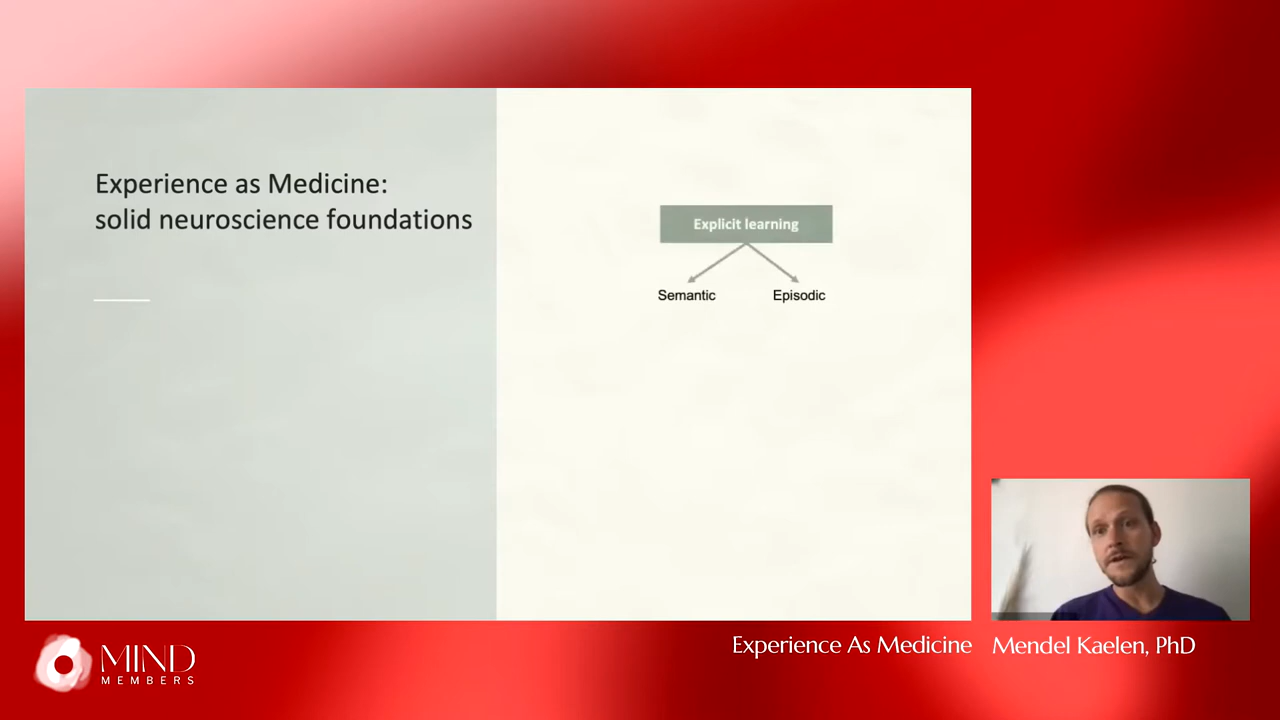 Experience as Medicine:
solid neuroscience foundations
Explicit learning
Semantic
Episodic
MIND
MEMBERS
Experience As Medicine
Mendel Kaelen, PhD